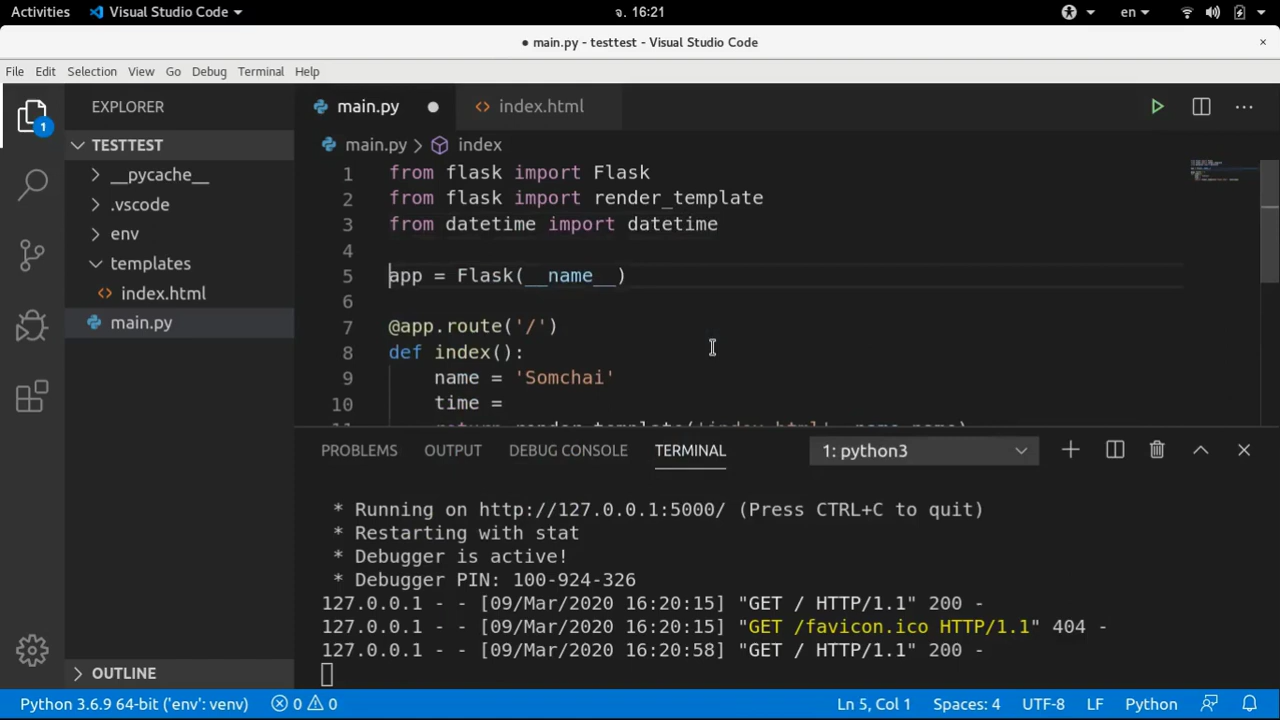 Activities Visual Studio Code จ. 16:21 en
● main.py - testtest - Visual Studio Code ×
File Edit Selection View Go Debug Terminal Help
EXPLORER main.py index.html
1
TESTTEST
main.py > index
__pycache__
.vscode
env
templates
index.html
main.py
1 from flask import Flask
2 from flask import render_template
3 from datetime import datetime
4
5 app = Flask(__name__)
6
7 @app.route('/')
8 def index():
9 name = 'Somchai'
10 time =
11 return render_template('index.html', name=name)
PROBLEMS OUTPUT DEBUG CONSOLE TERMINAL 1: python3
* Running on http://127.0.0.1:5000/ (Press CTRL+C to quit)
* Restarting with stat
* Debugger is active!
* Debugger PIN: 100-924-326
127.0.0.1 - - [09/Mar/2020 16:20:15] "GET / HTTP/1.1" 200 -
127.0.0.1 - - [09/Mar/2020 16:20:15] "GET /favicon.ico HTTP/1.1" 404 -
127.0.0.1 - - [09/Mar/2020 16:20:58] "GET / HTTP/1.1" 200 -
OUTLINE
Python 3.6.9 64-bit ('env': venv) 0 0 Ln 5, Col 1 Spaces: 4 UTF-8 LF Python